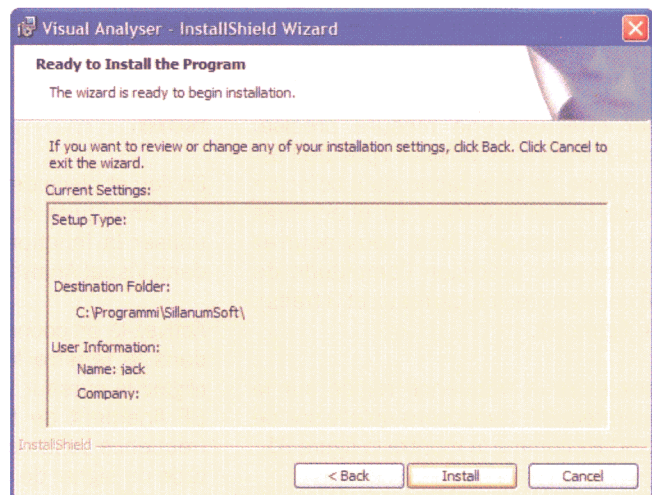 Visual Analyser - InstallShield Wizard
Ready to Install the Program
The wizard is ready to begin installation.
If you want to review or change any of your installation settings, click Back. Click Cancel to
exit the wizard.
Current Settings:
Setup Type:
Destination Folder:
C:\Programmi\SillanumSoft\
User Information:
Name: jack
Company:
InstallShield
< Back Install Cancel